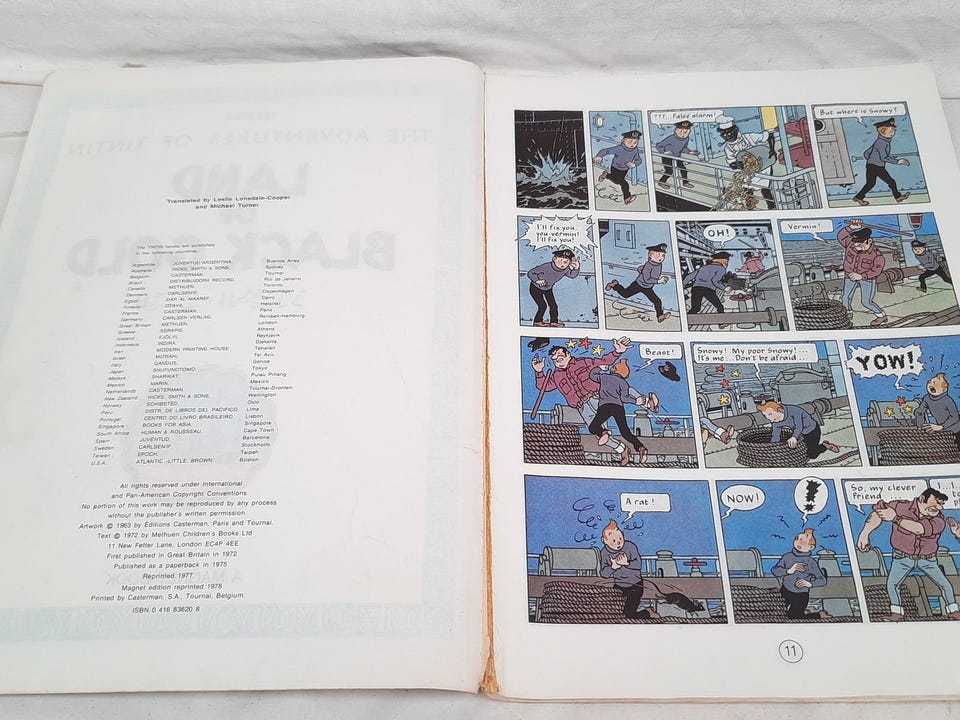 THE ADVENTURES OF TINTIN
LAND
BLACK
Translated by Leslie Lonsdale-Cooper
and Michael Turner
The TINTIN books are published
in the following countries:
Argentina: JUVENTUD ARGENTINA, Buenos Aires
Australia: HICKS, SMITH & SONS, Sydney
Belgium: CASTERMAN, Tournai
Brazil: DISTRIBUIDORA RECORD, Rio de Janeiro
Canada: METHUEN, Toronto
Denmark: CARLSEN/IF, Copenhagen
Egypt: DAR AL-MAAREF, Cairo
Finland: OTAVA, Helsinki
France: CASTERMAN, Paris
Germany: CARLSEN VERLAG, Reinbek-Hamburg
Great Britain: METHUEN, London
Greece: SERAPIS, Athens
Iceland: FJÖLVI, Reykjavik
Indonesia: INDIRA, Djakarta
Iran: MODERN PRINTING HOUSE Teheran
Israel: MIZRAHI, Tel Aviv
Italy: GANDUS, Genoa
Japan: SHUFUNOTOMO, Tokyo
Malaya: SHARIKAT, Pulau Pinang
Mexico: MARIN, Mexico
Netherlands: CASTERMAN, Tournai-Dronten
New Zealand: HICKS, SMITH & SONS, Wellington
Norway: SCHIBSTED, Oslo
Peru: DISTR. DE LIBROS DEL PACIFICO, Lima
Portugal: CENTRO DO LIVRO BRASILEIRO, Lisbon
Singapore: BOOKS FOR ASIA, Singapore
South Africa: HUMAN & ROUSSEAU, Cape Town
Spain: JUVENTUD, Barcelona
Sweden: CARLSEN/IF, Stockholm
Taiwan: EPOCH, Taipeh
U.S.A.: ATLANTIC-LITTLE, BROWN, Boston
All rights reserved under International
and Pan-American Copyright Conventions.
No portion of this work may be reproduced by any process
without the publisher's written permission.
Artwork © 1963 by Éditions Casterman, Paris and Tournai.
Text © 1972 by Methuen Children's Books Ltd
11 New Fetter Lane, London EC4P 4EE
First published in Great Britain in 1972
Published as a paperback in 1975
Reprinted 1977
Magnet edition reprinted 1978
Printed by Casterman, S.A., Tournai, Belgium.
ISBN 0 416 83620 8
???...False alarm!
But where is Snowy?
I'll fix you,
you vermin!
I'll fix you!
OH!
Vermin!
Beast!
Snowy! My poor Snowy!...
It's me... Don't be afraid...
YOW!
A rat!
NOW!
!
So, my clever
friend
I...I...
to
11